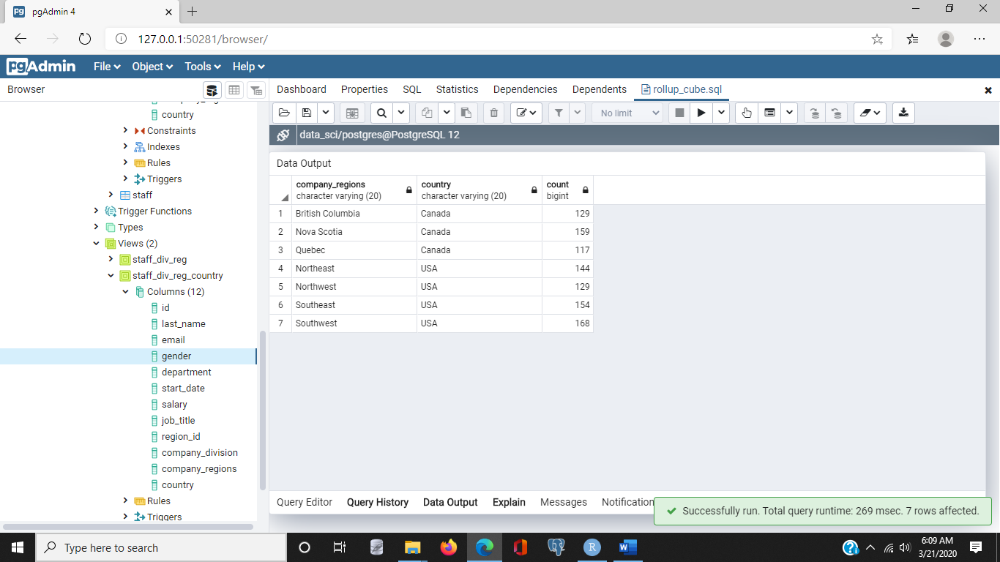 pgAdmin 4
127.0.0.1:50281/browser/
pgAdmin File Object Tools Help
Browser
Dashboard Properties SQL Statistics Dependencies Dependents rollup_cube.sql
No limit
data_sci/postgres@PostgreSQL 12
country
Constraints
Indexes
Rules
Triggers
staff
Trigger Functions
Types
Views (2)
staff_div_reg
staff_div_reg_country
Columns (12)
id
last_name
email
gender
department
start_date
salary
job_title
region_id
company_division
company_regions
country
Rules
Triggers
Data Output
company_regions country count
character varying (20) character varying (20) bigint
1 British Columbia Canada 129
2 Nova Scotia Canada 159
3 Quebec Canada 117
4 Northeast USA 144
5 Northwest USA 129
6 Southeast USA 154
7 Southwest USA 168
Query Editor Query History Data Output Explain Messages Notification
Successfully run. Total query runtime: 269 msec. 7 rows affected.
Type here to search
R
W
6:09 AM
3/21/2020